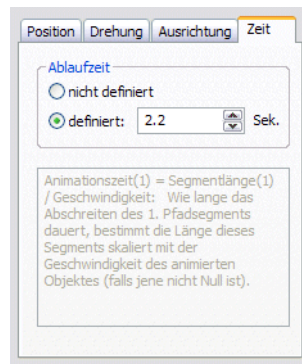 Position Drehung Ausrichtung Zeit
Ablaufzeit
nicht definiert
definiert: 2.2 Sek.
Animationszeit(1) = Segmentlänge(1)
/ Geschwindigkeit: Wie lange das
Abschreiten des 1. Pfadsegments
dauert, bestimmt die Länge dieses
Segments skaliert mit der
Geschwindigkeit des animierten
Objektes (falls jene nicht Null ist).